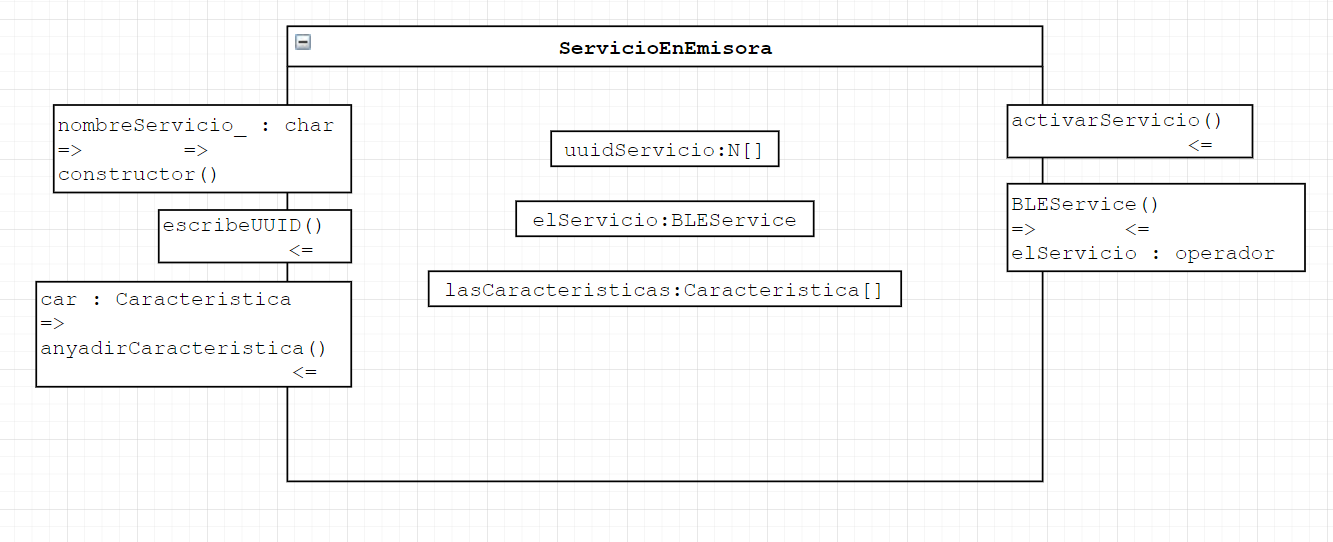 ServicioEnEmisora
nombreServicio_ : char
=> =>
constructor()
escribeUUID()
<=
car : Caracteristica
=>
anyadirCaracteristica()
<=
uuidServicio:N[]
elServicio:BLEService
lasCaracteristicas:Caracteristica[]
activarServicio()
<=
BLEService()
=> <=
elServicio : operador